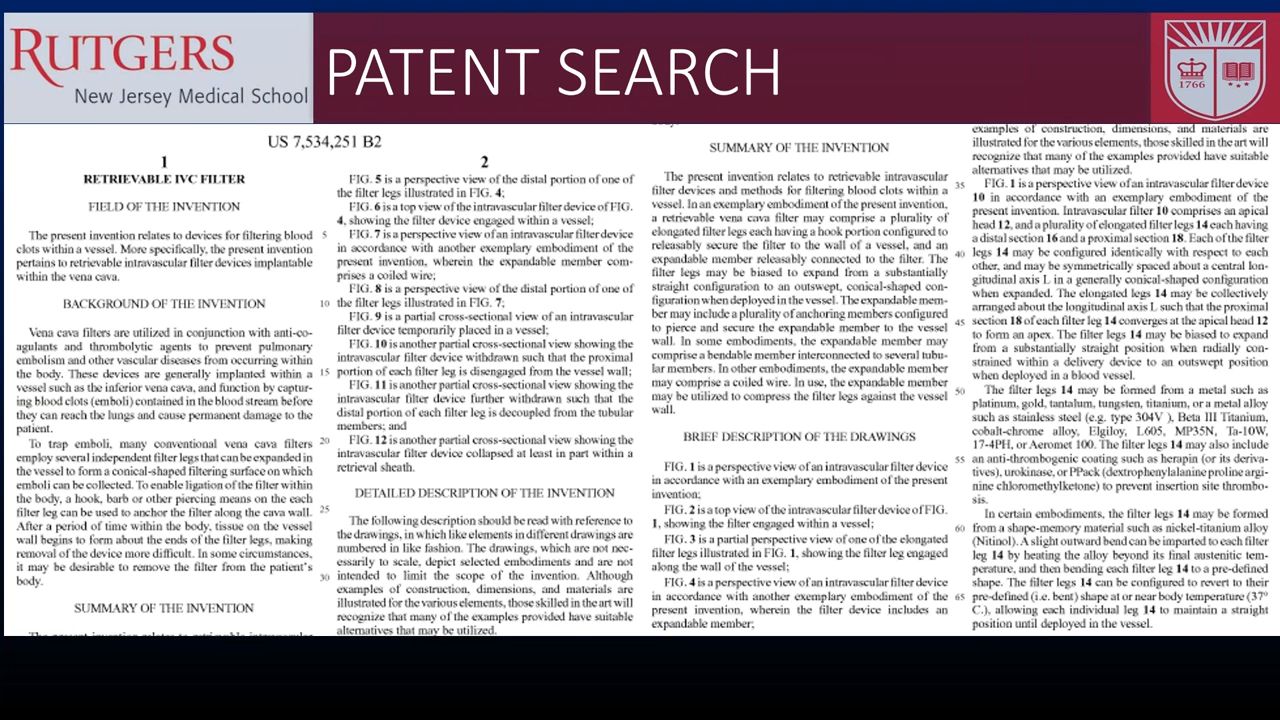 RUTGERS
New Jersey Medical School
PATENT SEARCH
1766
US 7,534,251 B2
1
RETRIEVABLE IVC FILTER
FIELD OF THE INVENTION
The present invention relates to devices for filtering blood
clots within a vessel. More specifically, the present invention
pertains to retrievable intravascular filter devices implantable
within the vena cava.
BACKGROUND OF THE INVENTION
Vena cava filters are utilized in conjunction with anti-co-
agulants and thrombolytic agents to prevent pulmonary
embolism and other vascular diseases from occurring within
the body. These devices are generally implanted within a
vessel such as the inferior vena cava, and function by captur-
ing blood clots (emboli) contained in the blood stream before
they can reach the lungs and cause permanent damage to the
patient.
To trap emboli, many conventional vena cava filters
employ several independent filter legs that can be expanded in
the vessel to form a conical-shaped filtering surface on which
emboli can be collected. To enable ligation of the filter within
the body, a hook, barb or other piercing means on the each
filter leg can be used to anchor the filter along the cava wall.
After a period of time within the body, tissue on the vessel
wall begins to form about the ends of the filter legs, making
removal of the device more difficult. In some circumstances,
it may be desirable to remove the filter from the patient's
body.
SUMMARY OF THE INVENTION
5
10
15
20
25
30
2
FIG. 5 is a perspective view of the distal portion of one of
the filter legs illustrated in FIG. 4;
FIG. 6 is a top view of the intravascular filter device of FIG.
4, showing the filter device engaged within a vessel;
FIG. 7 is a perspective view of an intravascular filter device
in accordance with another exemplary embodiment of the
present invention, wherein the expandable member com-
prises a coiled wire;
FIG. 8 is a perspective view of the distal portion of one of
the filter legs illustrated in FIG. 7;
FIG. 9 is a partial cross-sectional view of an intravascular
filter device temporarily placed in a vessel;
FIG. 10 is another partial cross-sectional view showing the
intravascular filter device withdrawn such that the proximal
portion of each filter leg is disengaged from the vessel wall;
FIG. 11 is another partial cross-sectional view showing the
intravascular filter device further withdrawn such that the
distal portion of each filter leg is decoupled from the tubular
members; and
FIG. 12 is another partial cross-sectional view showing the
intravascular filter device collapsed at least in part within a
retrieval sheath.
DETAILED DESCRIPTION OF THE INVENTION
The following description should be read with reference to
the drawings, in which like elements in different drawings are
numbered in like fashion. The drawings, which are not nec-
essarily to scale, depict selected embodiments and are not
intended to limit the scope of the invention. Although
examples of construction, dimensions, and materials are
illustrated for the various elements, those skilled in the art will
recognize that many of the examples provided have suitable
alternatives that may be utilized.
SUMMARY OF THE INVENTION
The present invention relates to retrievable intravascular
filter devices and methods for filtering blood clots within a
vessel. In an exemplary embodiment of the present invention,
a retrievable vena cava filter may comprise a plurality of
elongated filter legs each having a hook portion configured to
releasably secure the filter to the wall of a vessel, and an
expandable member releasably connected to the filter. The
filter legs may be biased to expand from a substantially
straight configuration to an outswept, conical-shaped con-
figuration when deployed in the vessel. The expandable mem-
ber may include a plurality of anchoring members configured
to pierce and secure the expandable member to the vessel
wall. In some embodiments, the expandable member may
comprise a bendable member interconnected to several tubu-
lar members. In other embodiments, the expandable member
may comprise a coiled wire. In use, the expandable member
may be utilized to compress the filter legs against the vessel
wall.
BRIEF DESCRIPTION OF THE DRAWINGS
FIG. 1 is a perspective view of an intravascular filter device
in accordance with an exemplary embodiment of the present
invention;
FIG. 2 is a top view of the intravascular filter device of FIG.
1, showing the filter engaged within a vessel;
FIG. 3 is a partial perspective view of one of the elongated
filter legs illustrated in FIG. 1, showing the filter leg engaged
along the wall of the vessel;
FIG. 4 is a perspective view of an intravascular filter device
in accordance with another exemplary embodiment of the
present invention, wherein the filter device includes an
expandable member;
35
40
45
50
55
60
65
examples of construction, dimensions, and materials are
illustrated for the various elements, those skilled in the art will
recognize that many of the examples provided have suitable
alternatives that may be utilized.
FIG. 1 is a perspective view of an intravascular filter device
10 in accordance with an exemplary embodiment of the
present invention. Intravascular filter 10 comprises an apical
head 12, and a plurality of elongated filter legs 14 each having
a distal section 16 and a proximal section 18. Each of the filter
legs 14 may be configured identically with respect to each
other, and may be symmetrically spaced about a central lon-
gitudinal axis L in a generally conical-shaped configuration
when expanded. The elongated legs 14 may be collectively
arranged about the longitudinal axis L such that the proximal
section 18 of each filter leg 14 converges at the apical head 12
to form an apex. The filter legs 14 may be biased to expand
from a substantially straight position when radially con-
strained within a delivery device to an outswept position
when deployed in a blood vessel.
The filter legs 14 may be formed from a metal such as
platinum, gold, tantalum, tungsten, titanium, or a metal alloy
such as stainless steel (e.g. type 304V ), Beta III Titanium,
cobalt-chrome alloy, Elgiloy, L605, MP35N, Ta-10W,
17-4PH, or Aeromet 100. The filter legs 14 may also include
an anti-thrombogenic coating such as herapin (or its deriva-
tives), urokinase, or PPack (dextrophenylalanine proline argi-
nine chloromethylketone) to prevent insertion site thrombo-
sis.
In certain embodiments, the filter legs 14 may be formed
from a shape-memory material such as nickel-titanium alloy
(Nitinol). A slight outward bend can be imparted to each filter
leg 14 by heating the alloy beyond its final austenitic tem-
perature, and then bending each filter leg 14 to a pre-defined
shape. The filter legs 14 can be configured to revert to their
pre-defined (i.e. bent) shape at or near body temperature (37°
C.), allowing each individual leg 14 to maintain a straight
position until deployed in the vessel.